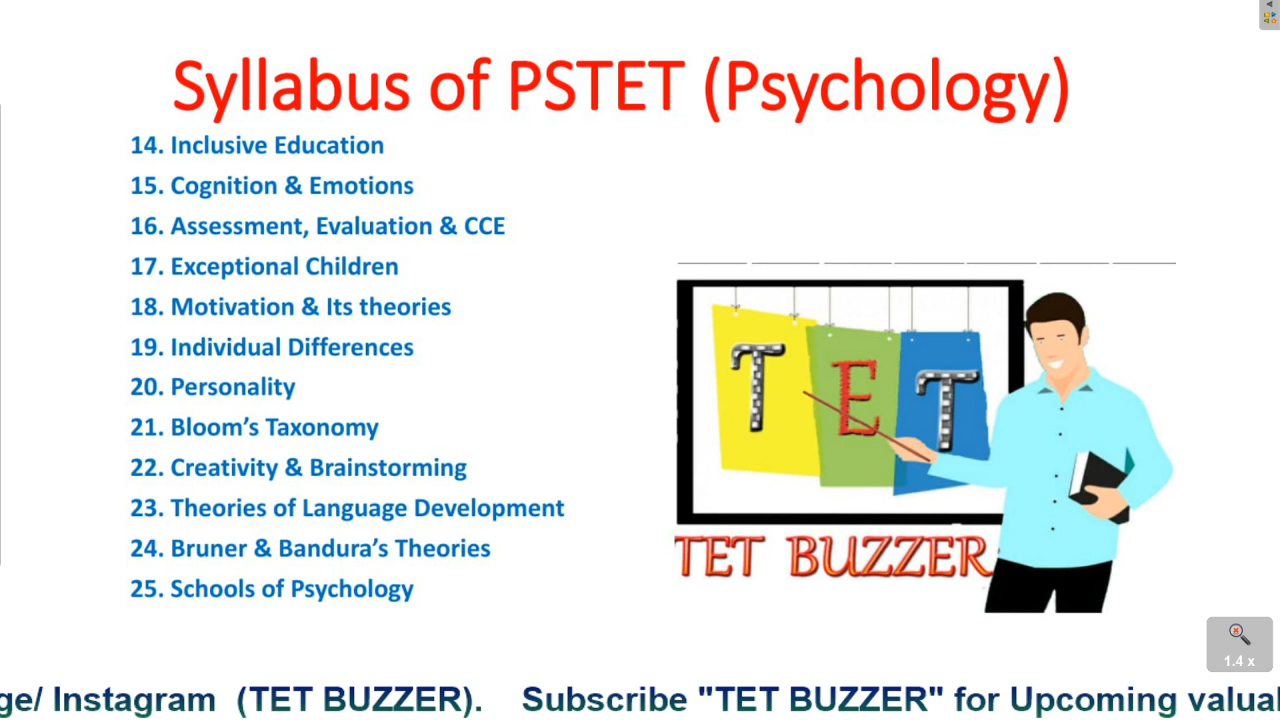 Syllabus of PSTET (Psychology)
14. Inclusive Education
15. Cognition & Emotions
16. Assessment, Evaluation & CCE
17. Exceptional Children
18. Motivation & Its theories
19. Individual Differences
20. Personality
21. Bloom's Taxonomy
22. Creativity & Brainstorming
23. Theories of Language Development
24. Bruner & Bandura's Theories
25. Schools of Psychology
T E T
TET BUZZER
1.4 x
/ Instagram (TET BUZZER). Subscribe "TET BUZZER" for Upcoming